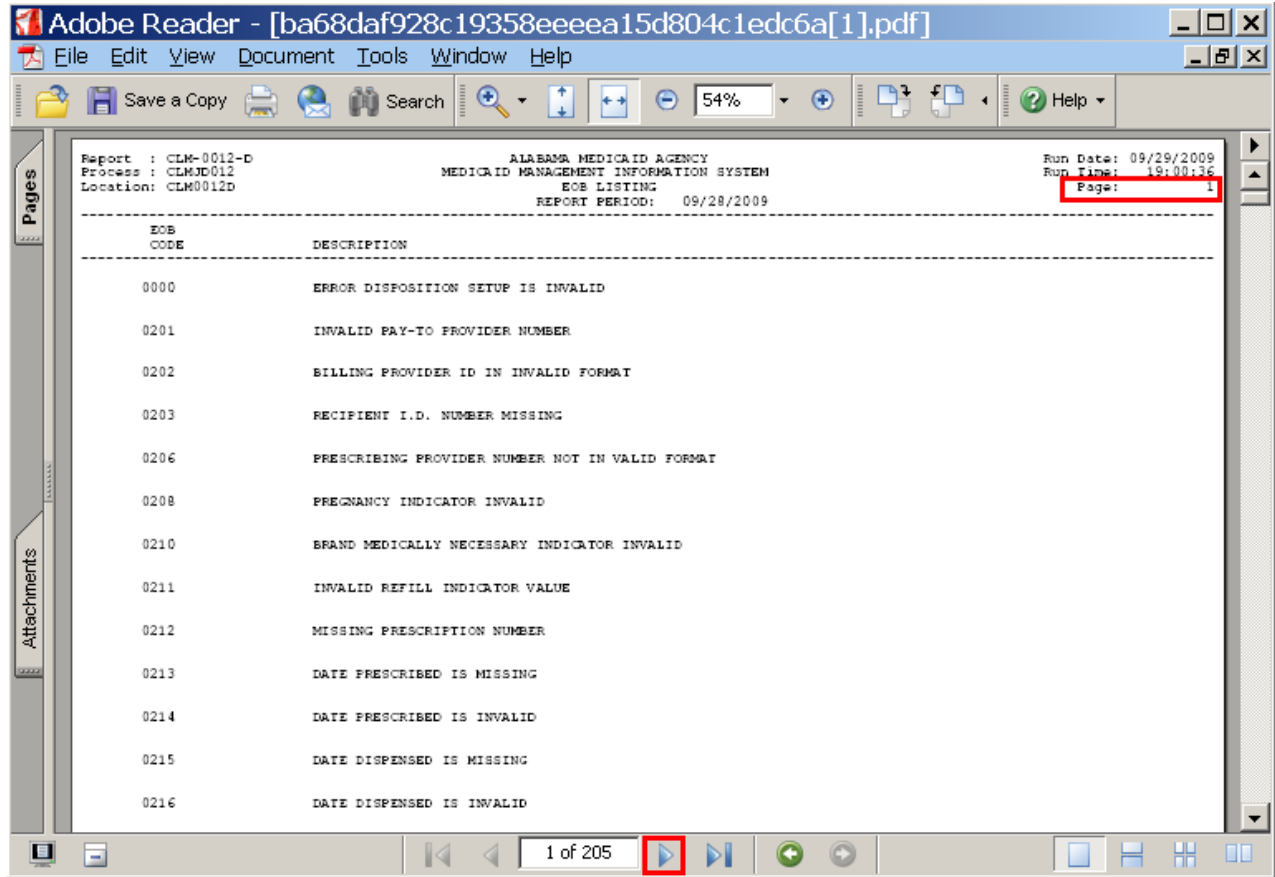 Adobe Reader - [ba68daf928c19358eeeea15d804c1edc6a[1].pdf]
File Edit View Document Tools Window Help
Save a Copy Search 54% Help
Pages
Attachments
Report : CLM-0012-D ALABAMA MEDICAID AGENCY Run Date: 09/29/2009
Process : CLMJD012 MEDICAID MANAGEMENT INFORMATION SYSTEM Run Time: 19:00:36
Location: CLM0012D EOB LISTING Page: 1
REPORT PERIOD: 09/28/2009
EOB
CODE DESCRIPTION
0000 ERROR DISPOSITION SETUP IS INVALID
0201 INVALID PAY-TO PROVIDER NUMBER
0202 BILLING PROVIDER ID IN INVALID FORMAT
0203 RECIPIENT I.D. NUMBER MISSING
0206 PRESCRIBING PROVIDER NUMBER NOT IN VALID FORMAT
0208 PREGNANCY INDICATOR INVALID
0210 BRAND MEDICALLY NECESSARY INDICATOR INVALID
0211 INVALID REFILL INDICATOR VALUE
0212 MISSING PRESCRIPTION NUMBER
0213 DATE PRESCRIBED IS MISSING
0214 DATE PRESCRIBED IS INVALID
0215 DATE DISPENSED IS MISSING
0216 DATE DISPENSED IS INVALID
1 of 205